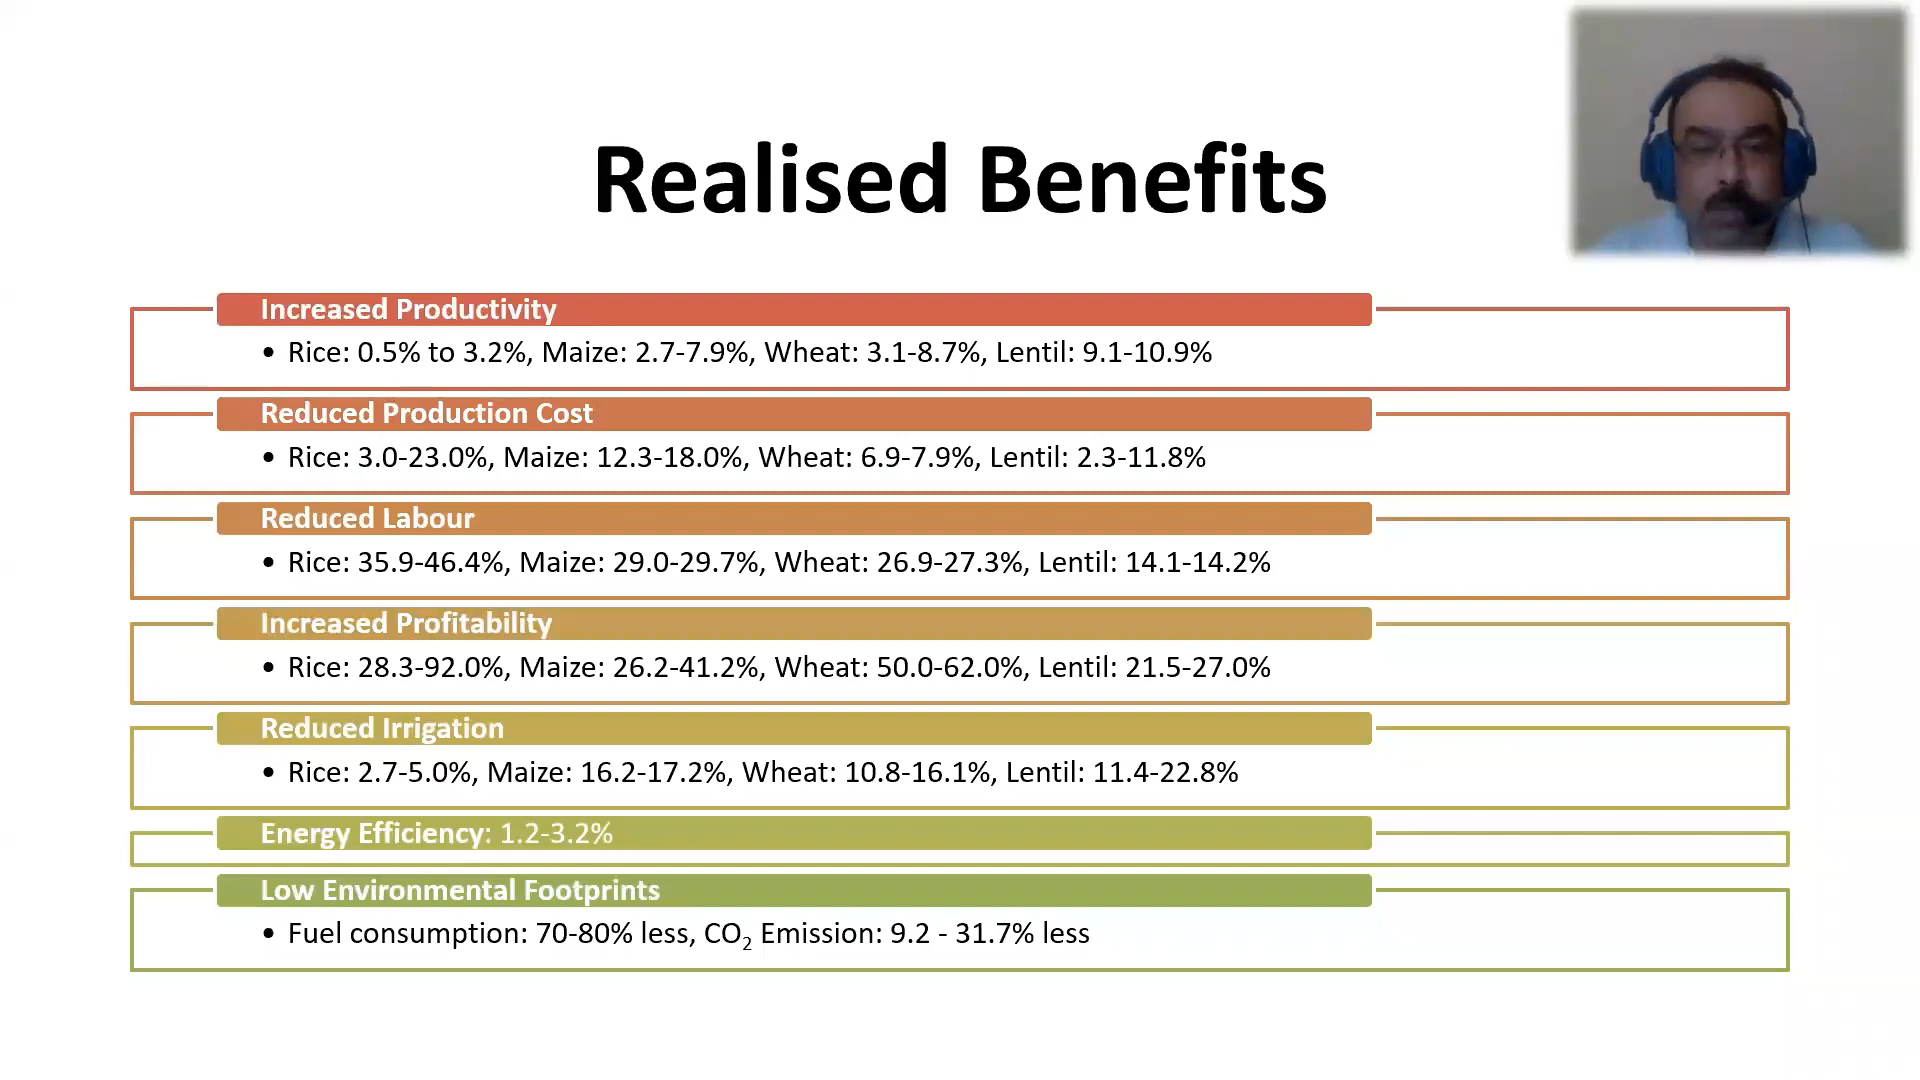 Realised Benefits
Increased Productivity
• Rice: 0.5% to 3.2%, Maize: 2.7-7.9%, Wheat: 3.1-8.7%, Lentil: 9.1-10.9%
Reduced Production Cost
• Rice: 3.0-23.0%, Maize: 12.3-18.0%, Wheat: 6.9-7.9%, Lentil: 2.3-11.8%
Reduced Labour
• Rice: 35.9-46.4%, Maize: 29.0-29.7%, Wheat: 26.9-27.3%, Lentil: 14.1-14.2%
Increased Profitability
• Rice: 28.3-92.0%, Maize: 26.2-41.2%, Wheat: 50.0-62.0%, Lentil: 21.5-27.0%
Reduced Irrigation
• Rice: 2.7-5.0%, Maize: 16.2-17.2%, Wheat: 10.8-16.1%, Lentil: 11.4-22.8%
Energy Efficiency: 1.2-3.2%
Low Environmental Footprints
• Fuel consumption: 70-80% less, CO₂ Emission: 9.2 - 31.7% less